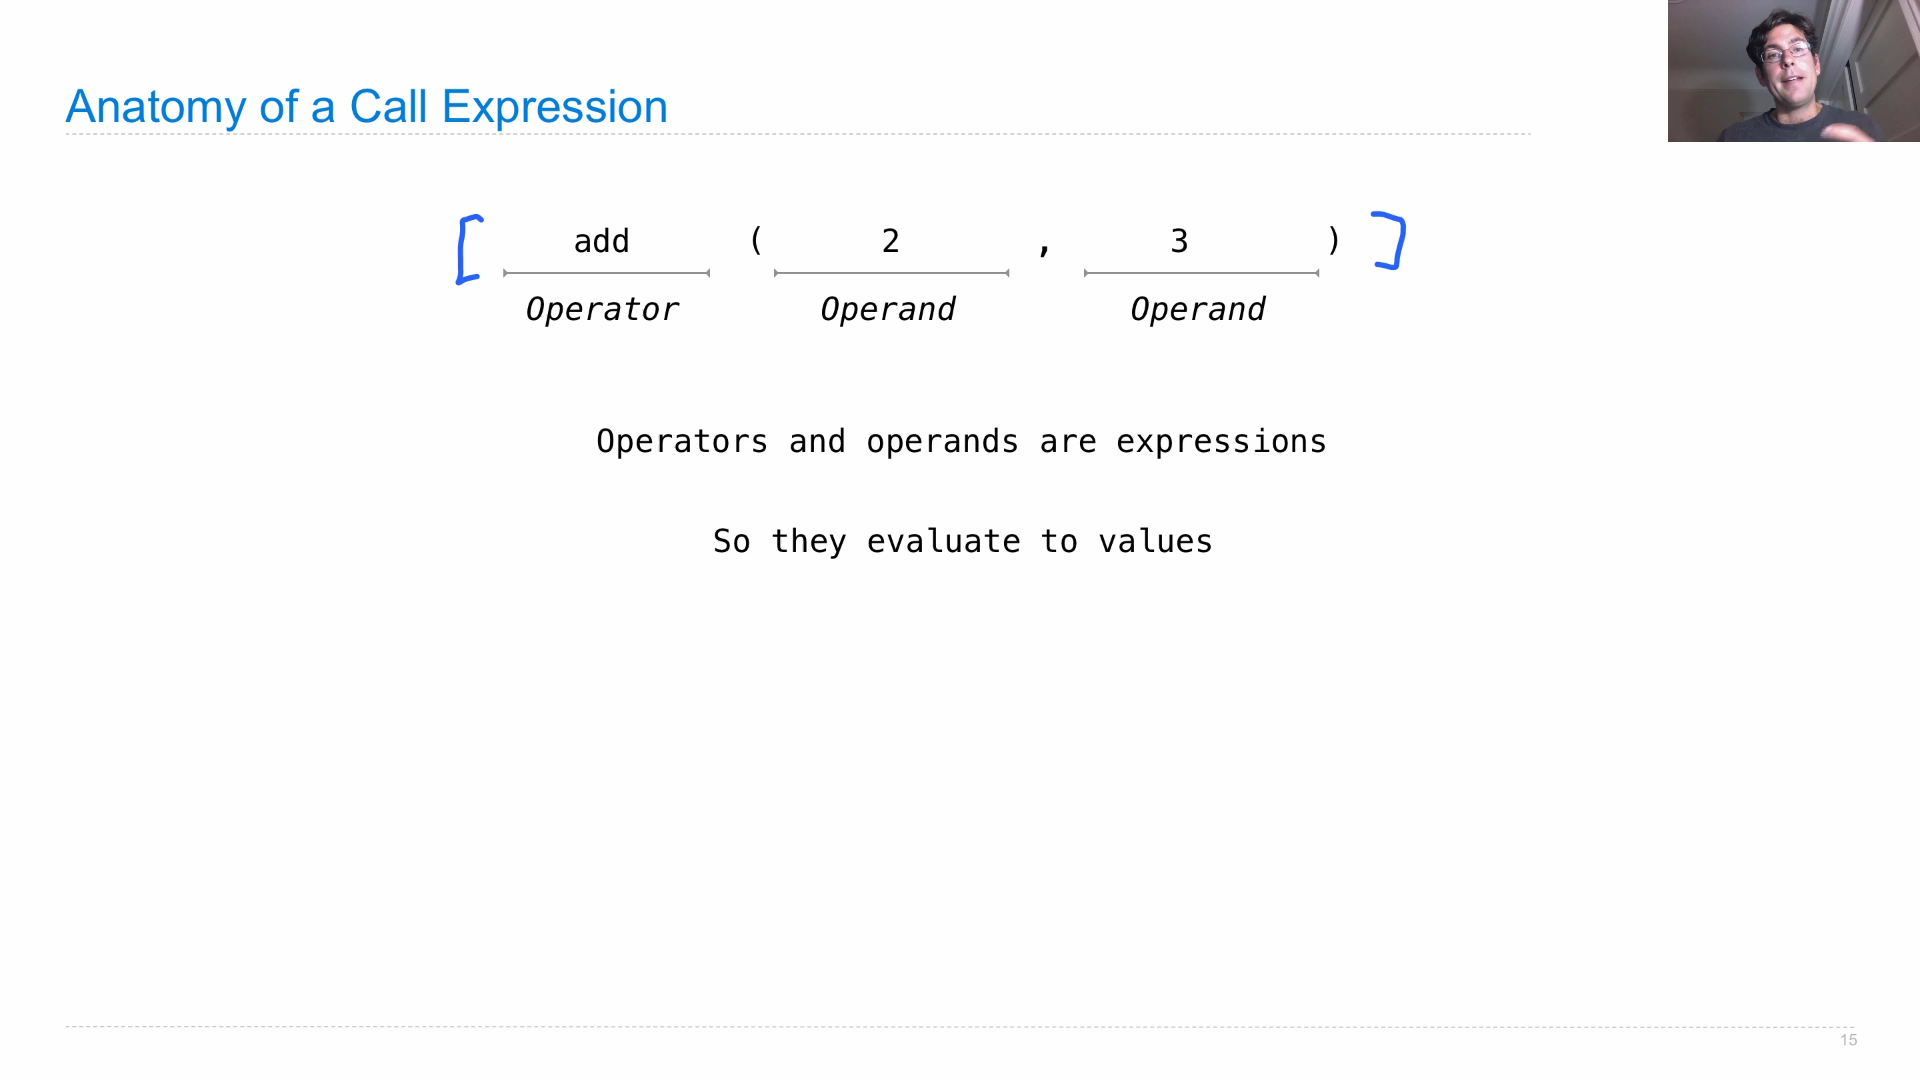 Anatomy of a Call Expression
[ add ( 2 , 3 ) ]
Operator Operand Operand
Operators and operands are expressions
So they evaluate to values
15